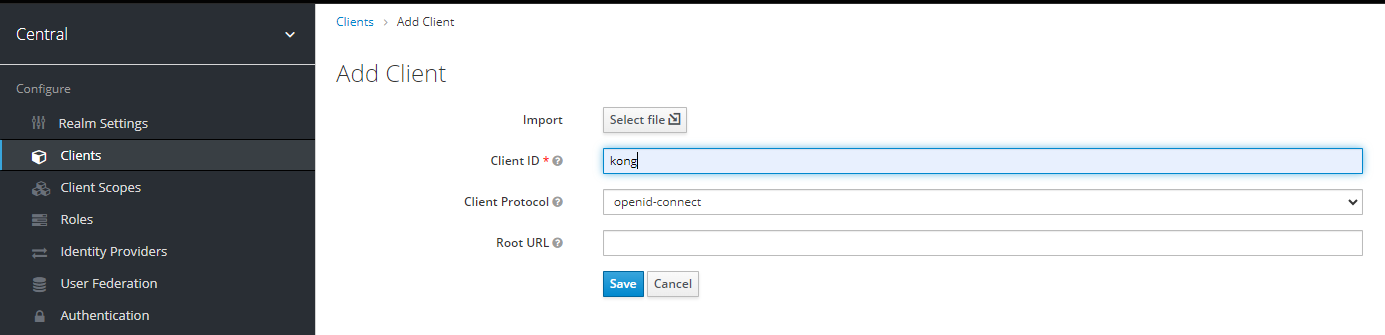 Central
Configure
Realm Settings
Clients
Client Scopes
Roles
Identity Providers
User Federation
Authentication
Clients > Add Client
Add Client
Import Select file
Client ID * kong
Client Protocol openid-connect
Root URL
Save Cancel